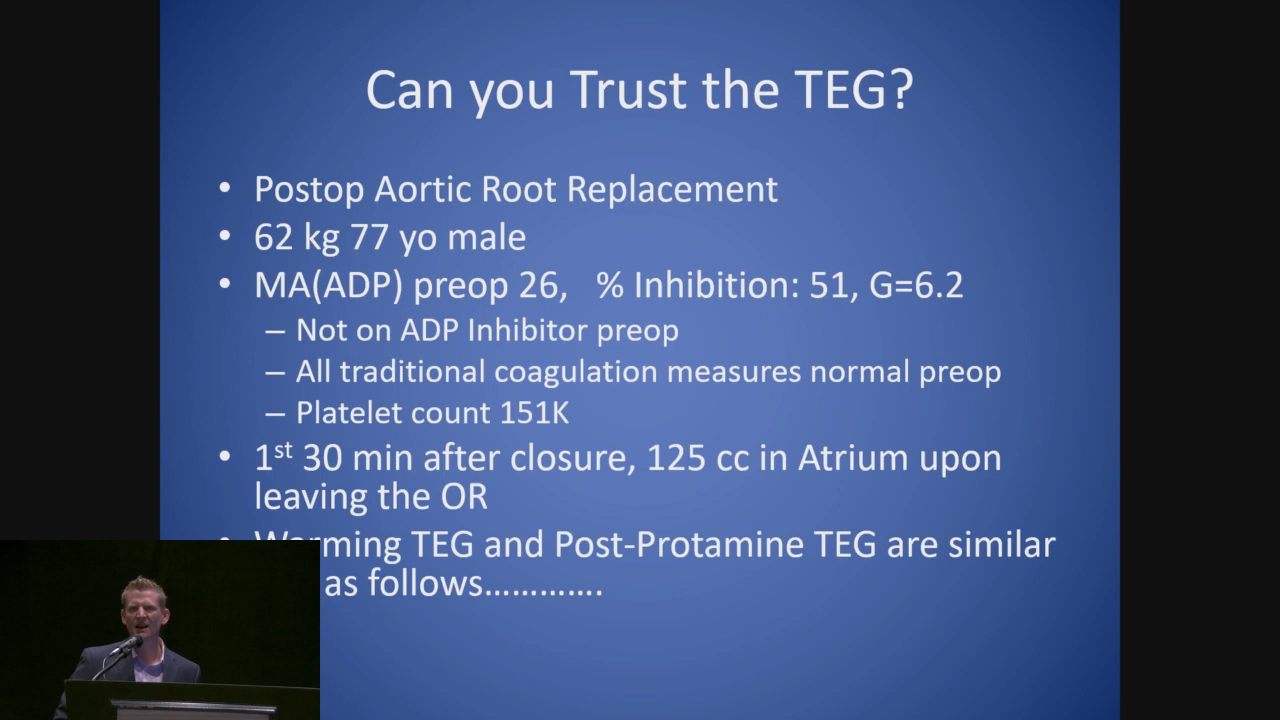 Can you Trust the TEG?
• Postop Aortic Root Replacement
• 62 kg 77 yo male
• MA(ADP) preop 26, % Inhibition: 51, G=6.2
– Not on ADP Inhibitor preop
– All traditional coagulation measures normal preop
– Platelet count 151K
• 1st 30 min after closure, 125 cc in Atrium upon
leaving the OR
• Warming TEG and Post-Protamine TEG are similar
as follows………….